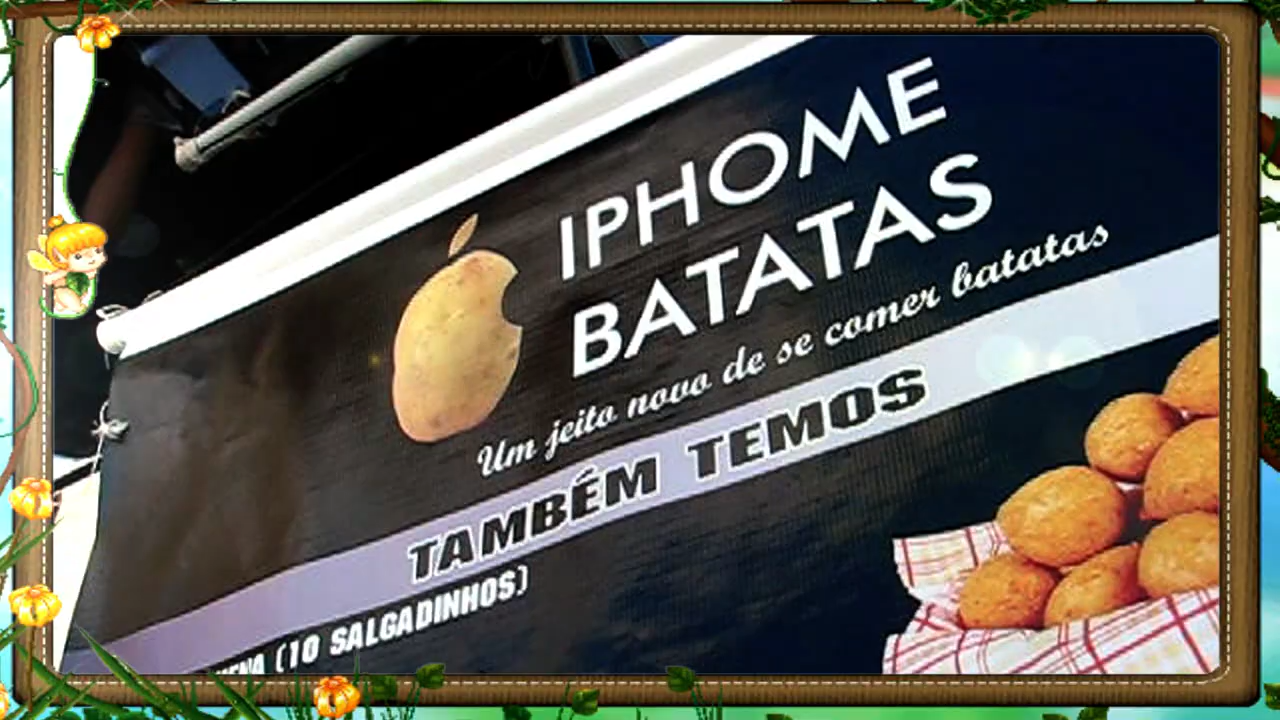 IPHOME
BATATAS
Um jeito novo de se comer batatas
TAMBÉM TEMOS
(10 SALGADINHOS)